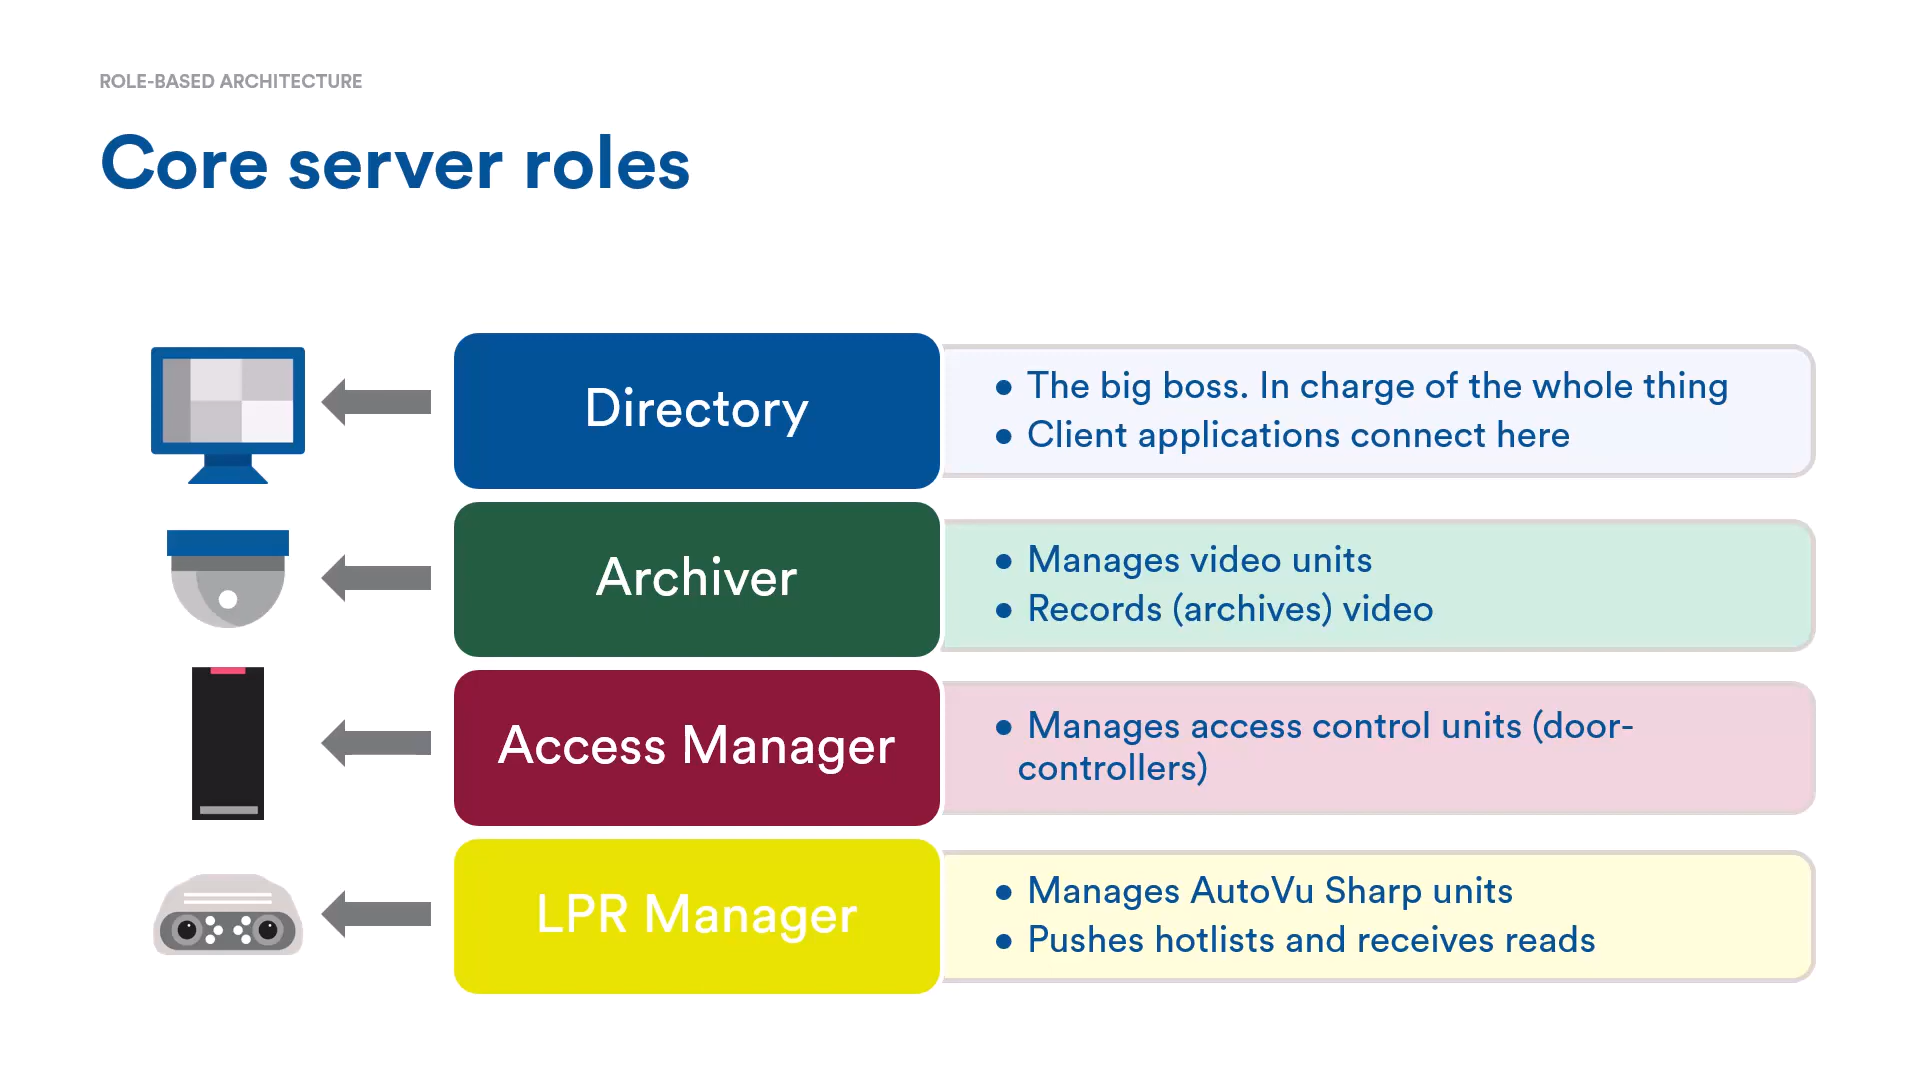 ROLE-BASED ARCHITECTURE
Core server roles
Directory
• The big boss. In charge of the whole thing
• Client applications connect here
Archiver
• Manages video units
• Records (archives) video
Access Manager
• Manages access control units (door-
controllers)
LPR Manager
• Manages AutoVu Sharp units
• Pushes hotlists and receives reads